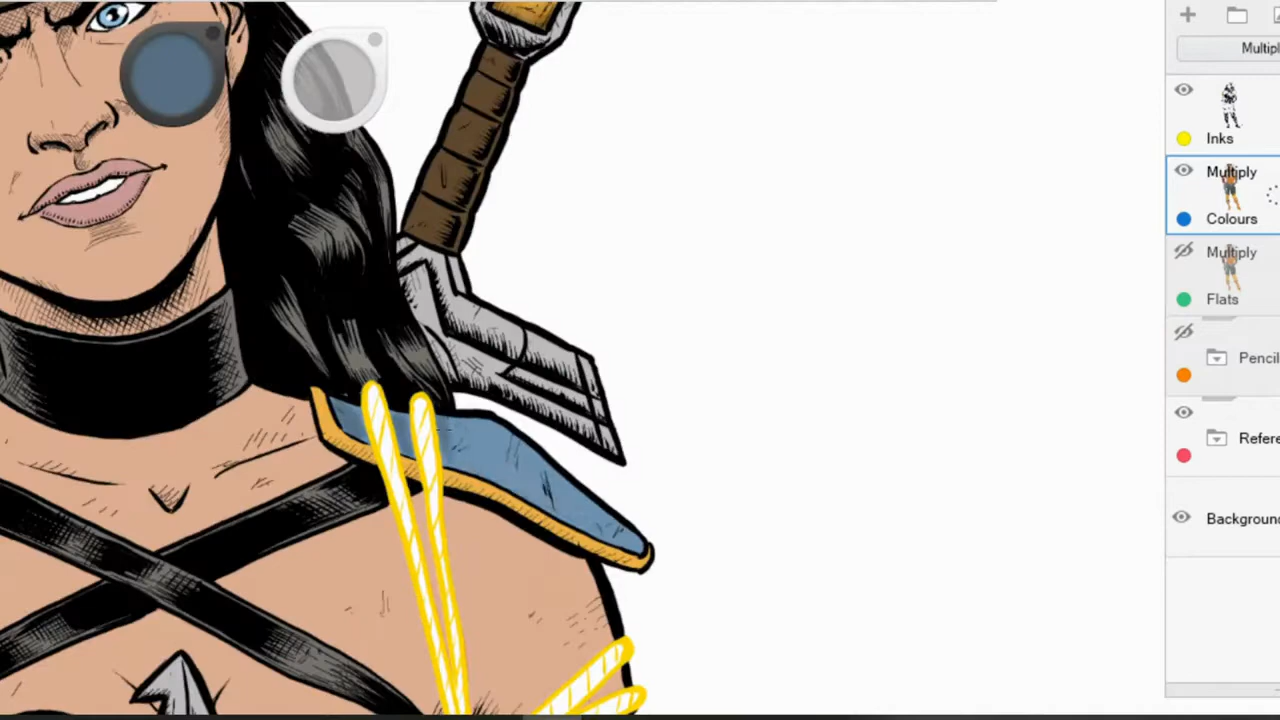 Multipl
Inks
Multiply
Colours
Multiply
Flats
Pencil
Refere
Background